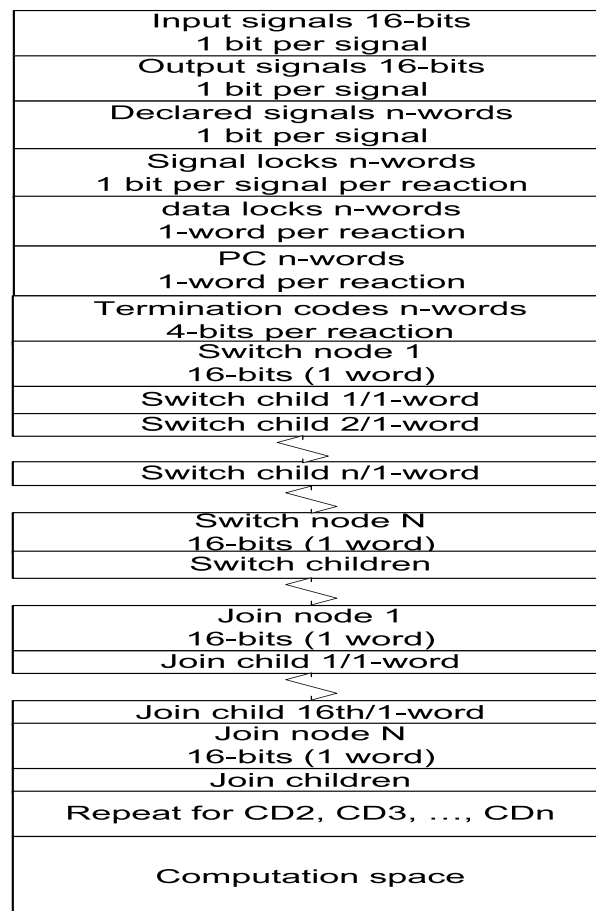 Input signals 16-bits
1 bit per signal
Output signals 16-bits
1 bit per signal
Declared signals n-words
1 bit per signal
Signal locks n-words
1 bit per signal per reaction
data locks n-words
1-word per reaction
PC n-words
1-word per reaction
Termination codes n-words
4-bits per reaction
Switch node 1
16-bits (1 word)
Switch child 1/1-word
Switch child 2/1-word
Switch child n/1-word
Switch node N
16-bits (1 word)
Switch children
Join node 1
16-bits (1 word)
Join child 1/1-word
Join child 16th/1-word
Join node N
16-bits (1 word)
Join children
Repeat for CD2, CD3, ..., CDn
Computation space